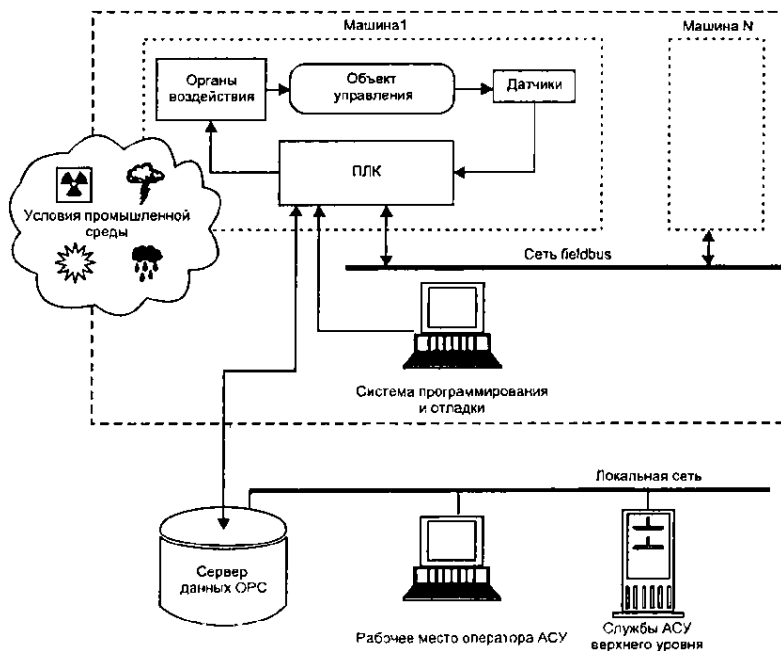 Машина1
Машина N
Органы
воздействия
Объект
управления
Датчики
ПЛК
Условия промышленной
среды
Сеть fieldbus
Система программирования
и отладки
Локальная сеть
Сервер
данных OPC
Рабочее место оператора АСУ
Службы АСУ
верхнего уровня